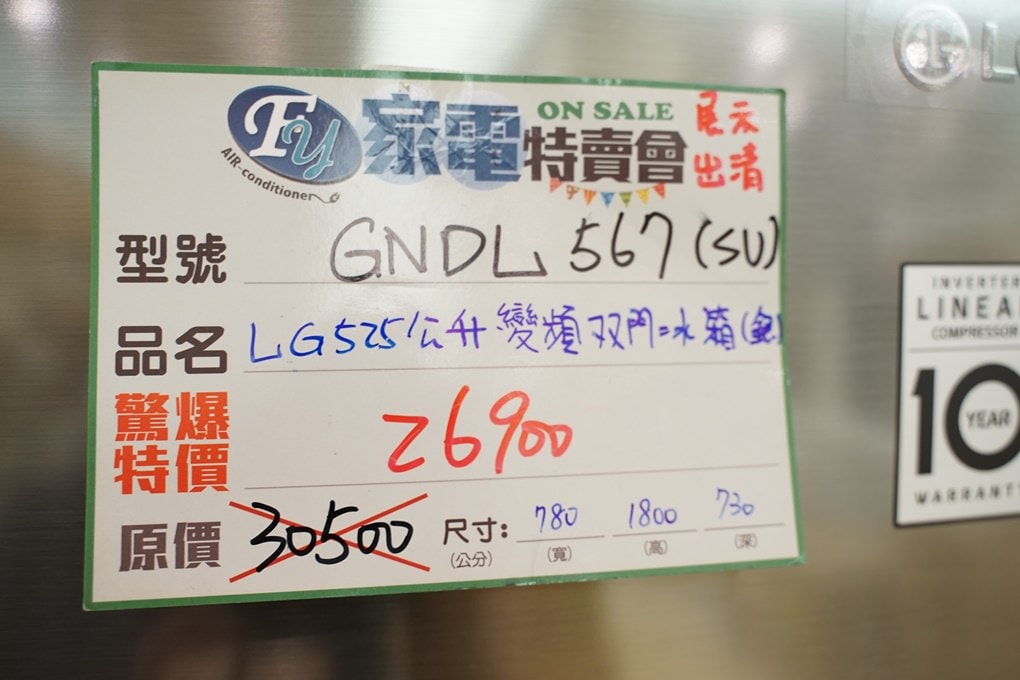 LG
FY
AIR-conditioner
家電
ON SALE
特賣會
展示
出清
型號 GNDL 567 (SU)
品名 LG525公升變頻双門=冰箱(銀)
驚爆
特價 26900
原價 30500
尺寸: 780 1800 730
(公分) (寬) (高) (深)
INVERTER
LINEAR
COMPRESSOR
10 YEAR
WARRANTY